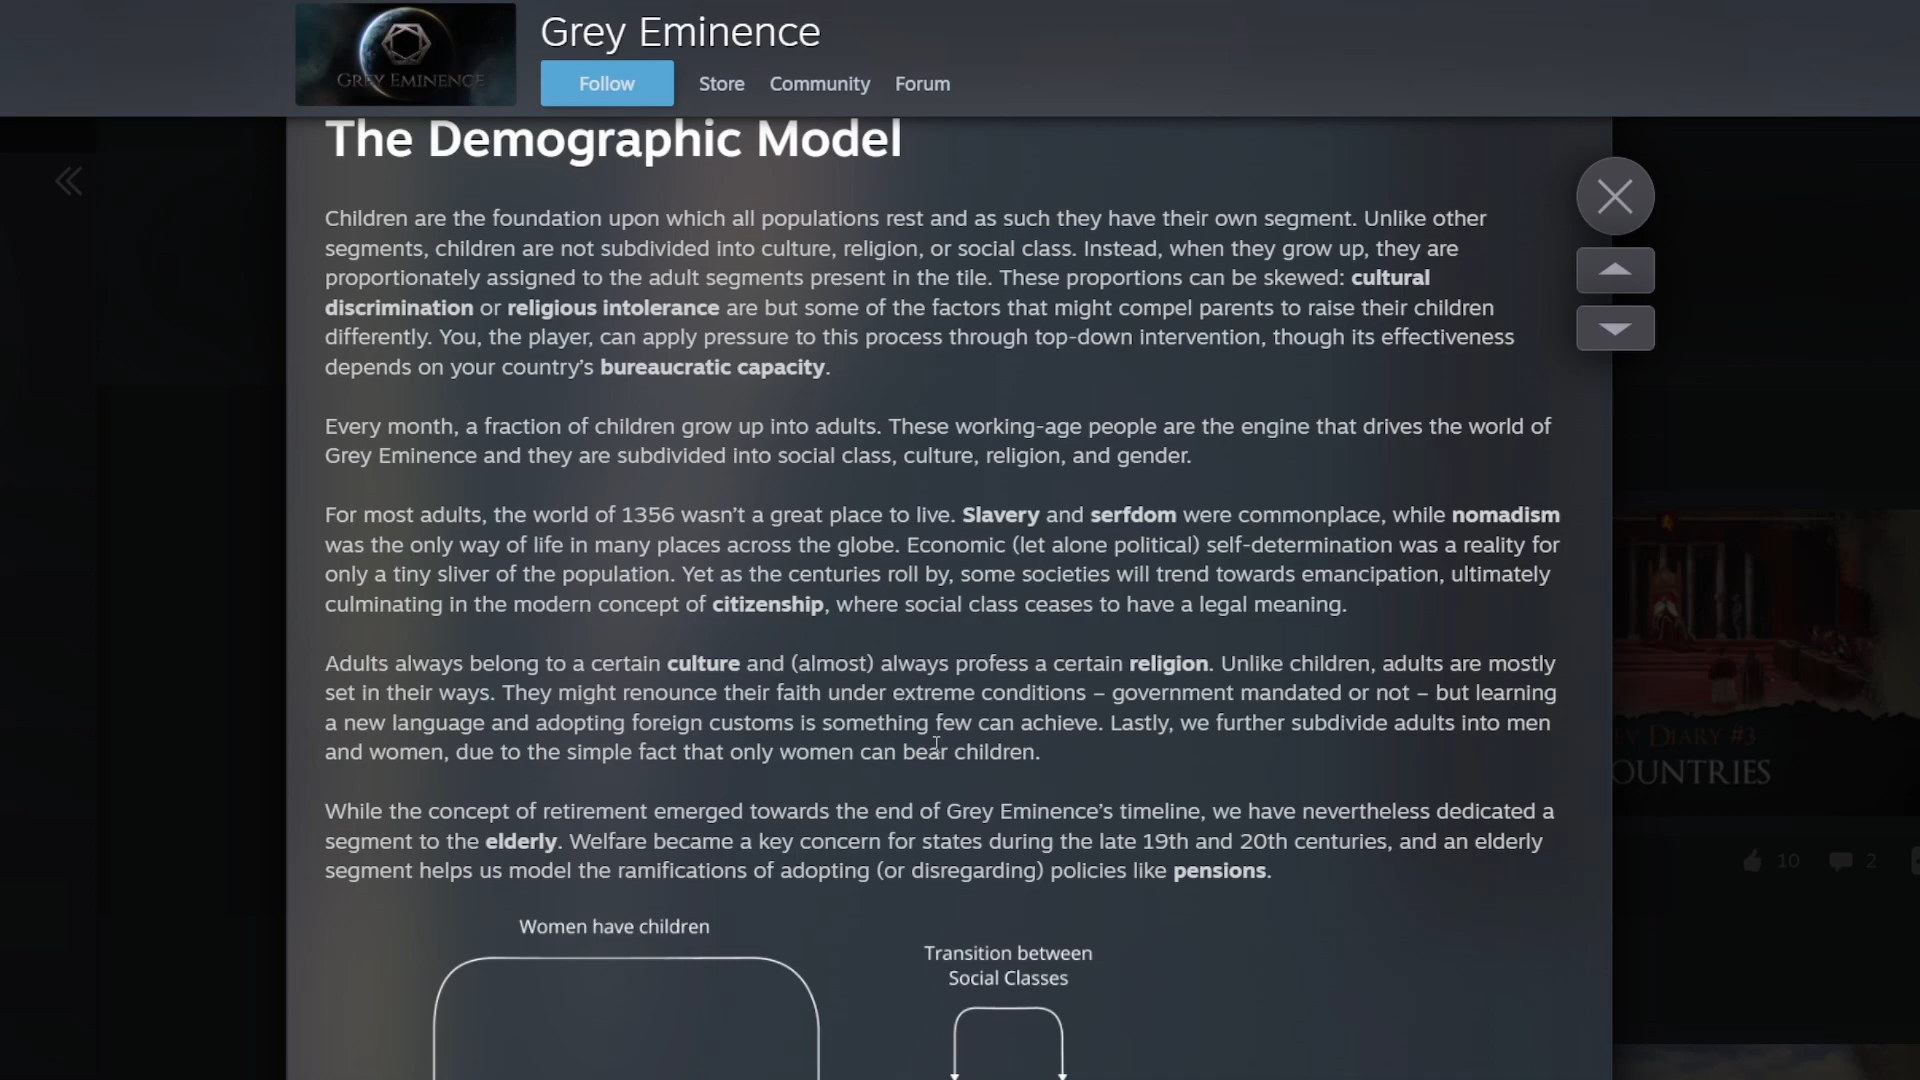 Grey Eminence
GREY EMINENCE
Follow
Store
Community
Forum
The Demographic Model
Children are the foundation upon which all populations rest and as such they have their own segment. Unlike other
segments, children are not subdivided into culture, religion, or social class. Instead, when they grow up, they are
proportionately assigned to the adult segments present in the tile. These proportions can be skewed: cultural
discrimination or religious intolerance are but some of the factors that might compel parents to raise their children
differently. You, the player, can apply pressure to this process through top-down intervention, though its effectiveness
depends on your country’s bureaucratic capacity.
Every month, a fraction of children grow up into adults. These working-age people are the engine that drives the world of
Grey Eminence and they are subdivided into social class, culture, religion, and gender.
For most adults, the world of 1356 wasn’t a great place to live. Slavery and serfdom were commonplace, while nomadism
was the only way of life in many places across the globe. Economic (let alone political) self-determination was a reality for
only a tiny sliver of the population. Yet as the centuries roll by, some societies will trend towards emancipation, ultimately
culminating in the modern concept of citizenship, where social class ceases to have a legal meaning.
Adults always belong to a certain culture and (almost) always profess a certain religion. Unlike children, adults are mostly
set in their ways. They might renounce their faith under extreme conditions – government mandated or not – but learning
a new language and adopting foreign customs is something few can achieve. Lastly, we further subdivide adults into men
and women, due to the simple fact that only women can bear children.
While the concept of retirement emerged towards the end of Grey Eminence’s timeline, we have nevertheless dedicated a
segment to the elderly. Welfare became a key concern for states during the late 19th and 20th centuries, and an elderly
segment helps us model the ramifications of adopting (or disregarding) policies like pensions.
Women have children
Transition between
Social Classes
EV DIARY #3
OUNTRIES
10
2